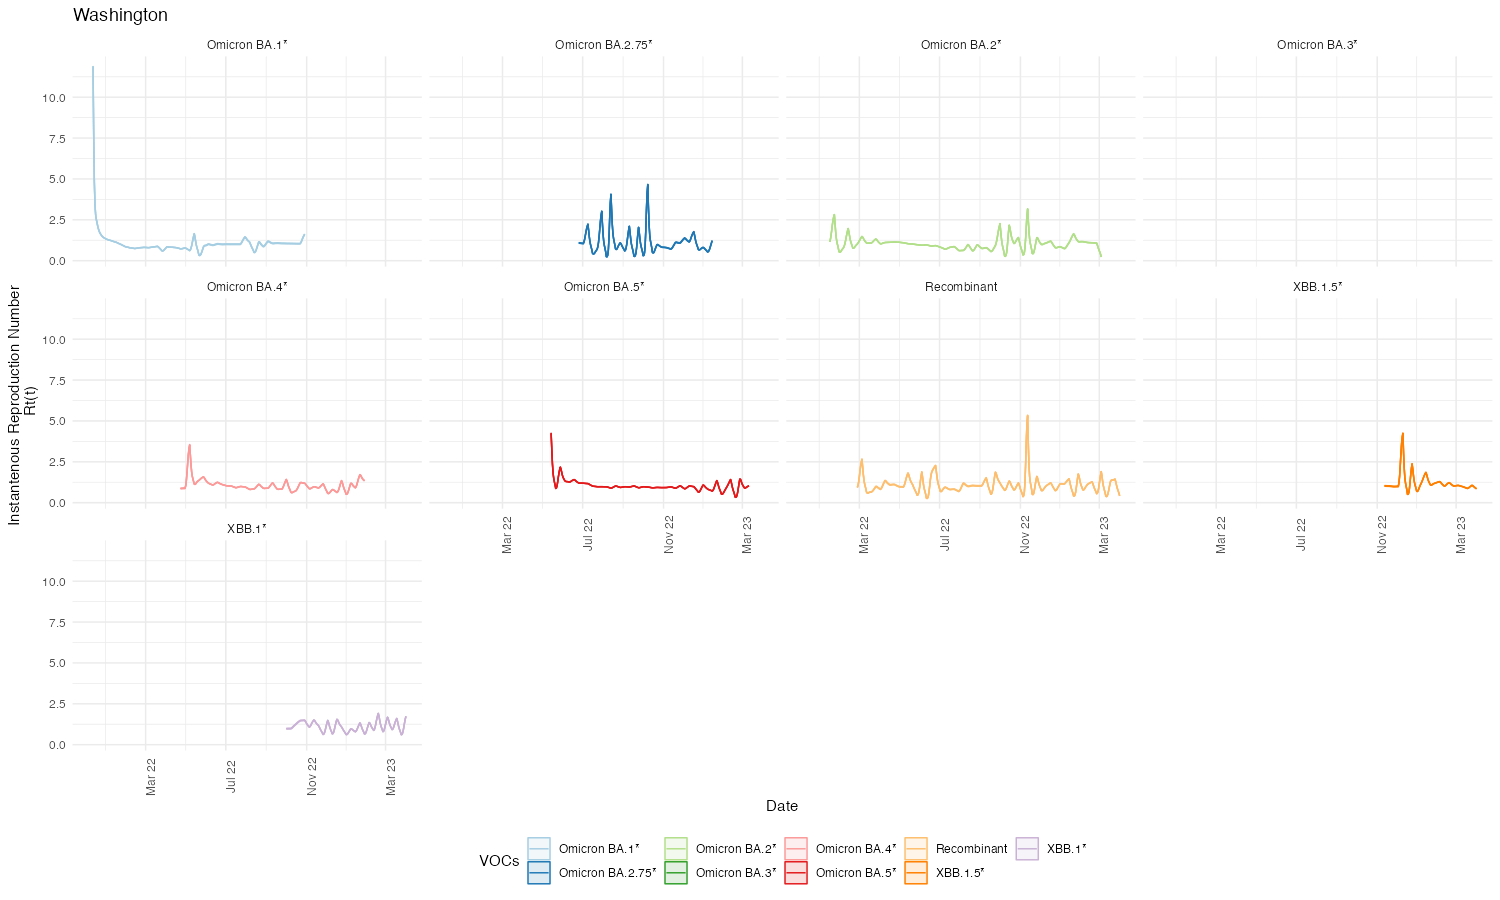 Washington
Omicron BA.1*
Omicron BA.2.75*
Omicron BA.2*
Omicron BA.3*
10.0
7.5
5.0
2.5
0.0
Omicron BA.4*
Omicron BA.5*
Recombinant
XBB.1.5*
10.0
7.5
5.0
2.5
0.0
Mar 22
Jul 22
Nov 22
Mar 23
Mar 22
Jul 22
Nov 22
Mar 23
Mar 22
Jul 22
Nov 22
Mar 23
XBB.1*
10.0
7.5
5.0
2.5
0.0
Mar 22
Jul 22
Nov 22
Mar 23
Instantenous Reproduction Number
Rt(t)
Date
VOCs
Omicron BA.1*
Omicron BA.2*
Omicron BA.4*
Recombinant
XBB.1*
Omicron BA.2.75*
Omicron BA.3*
Omicron BA.5*
XBB.1.5*